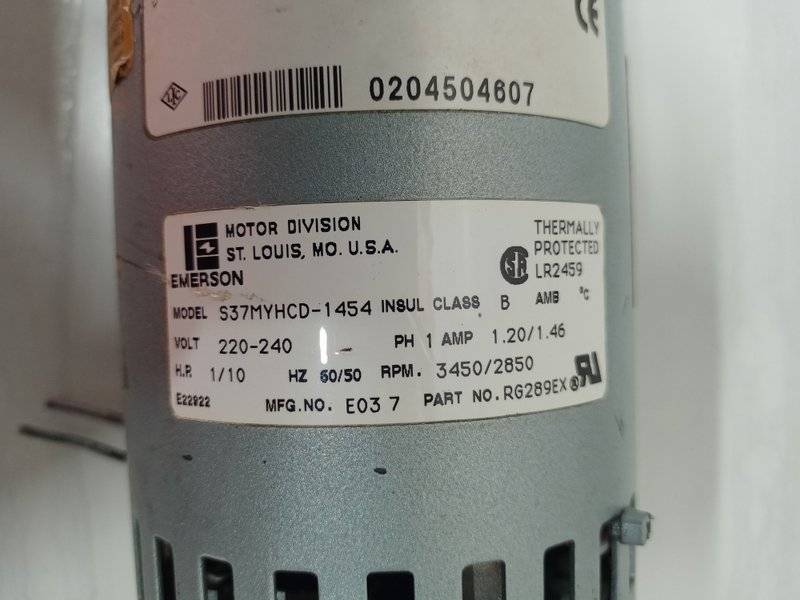 CE
0204504607
MOTOR DIVISION
ST. LOUIS, MO. U.S.A.
EMERSON
THERMALLY
PROTECTED
LR2459
MODEL S37MYHCD-1454 INSUL CLASS B AMB °C
VOLT 220-240 PH 1 AMP 1.20/1.46
H.P. 1/10 HZ 60/50 RPM. 3450/2850
E22922 MFG.NO. E03 7 PART NO. RG289EX